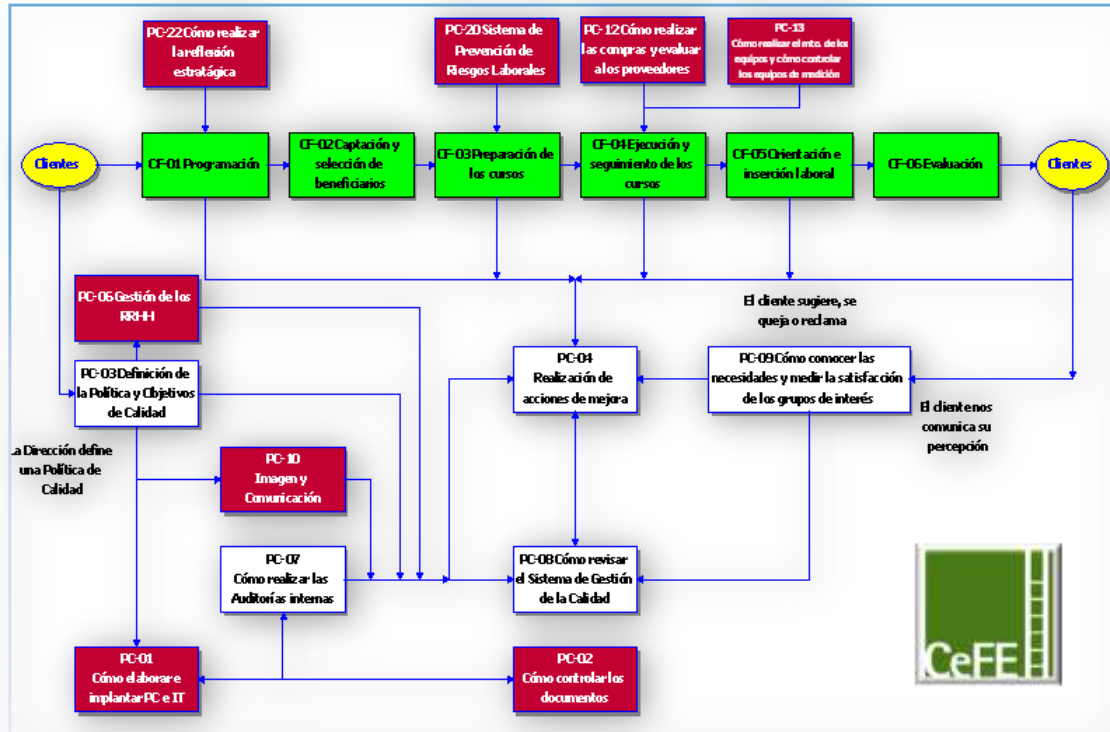 PC-22 Cómo realizar
la reflexión
estratágica
PC-20 Sistema de
Prevención de
Riesgos Laborales
PC-12 Cómo realizar
las compras y evaluar
a los proveedores
PC-13
Cómo realizar el mto. de los
equipos y cómo controlar
los equipos de medición
Clientes
CF-01 Programación
CF-02 Captación y
selección de
beneficiarios
CF-03 Preparación de
los cursos
CF-04 Ejecución y
seguimiento de los
cursos
CF-05 Orientación e
inserción laboral
CF-06 Evaluación
Clientes
PC-06 Gestión de los
RRHH
El cliente sugiere, se
queja o reclama
PC-03 Definición de
la Política y Objetivos
de Calidad
PC-04
Realización de
acciones de mejora
PC-09 Cómo comocer las
necesidades y medir la satisfacción
de los grupos de interés
El cliente nos
comunica su
percepción
La Dirección define
una Política de
Calidad
PC-10
Imagen y
Comunicación
PC-07
Cómo realizar las
Auditorías internas
PC-08 Cómo revisar
el Sistema de Gestión
de la Calidad
CeFE
PC-01
Cómo elaborar e
implantar PC e IT
PC-02
Cómo controlar los
documentos